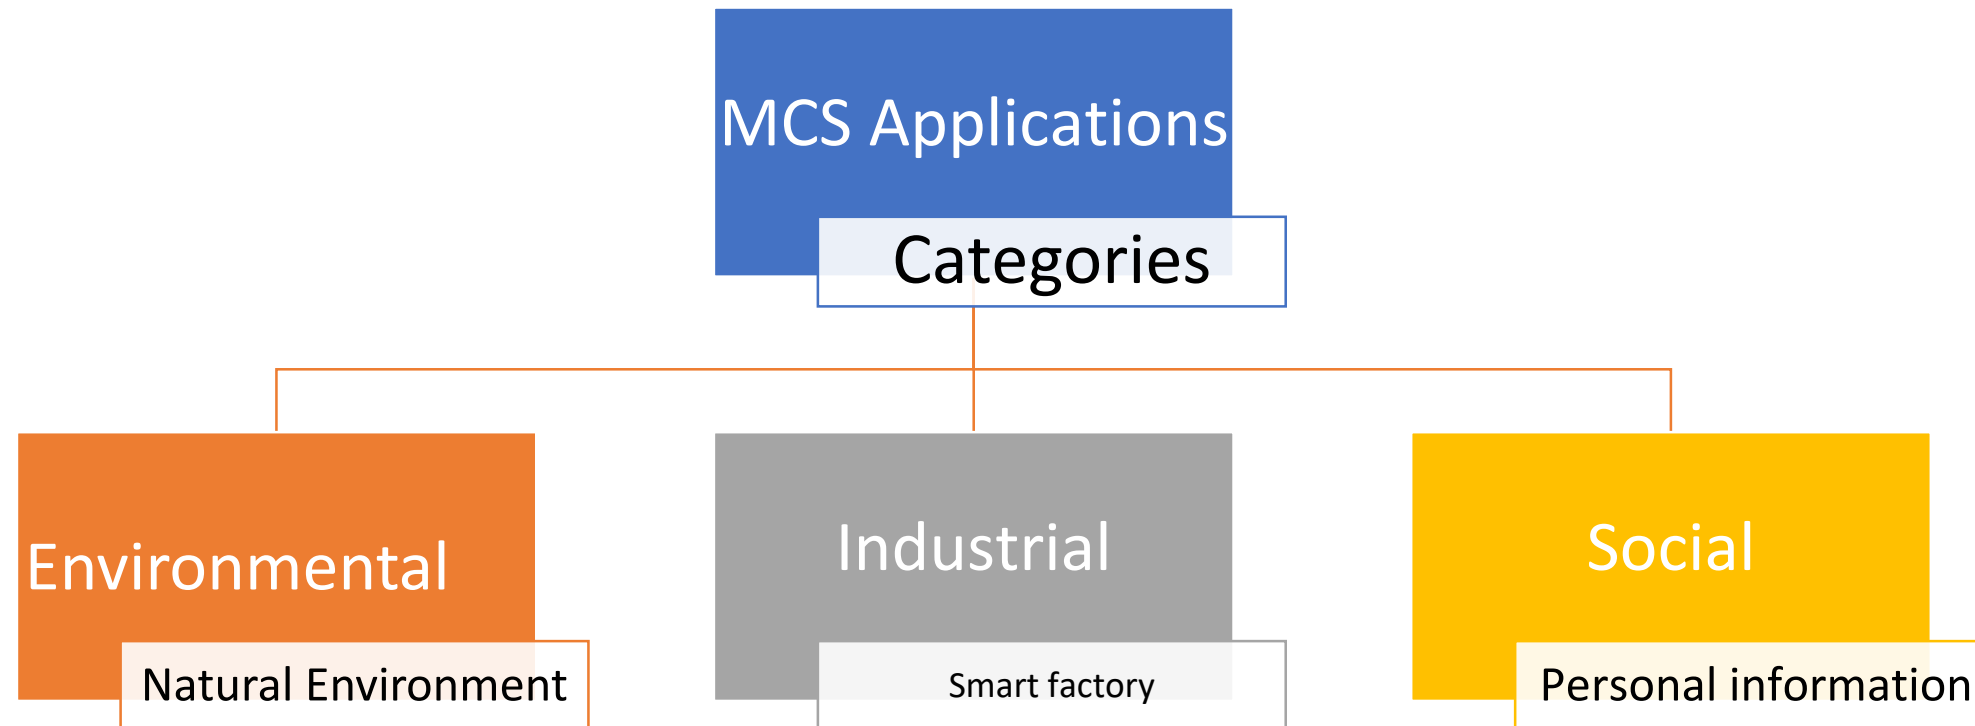 MCS Applications
Categories
Environmental
Natural Environment
Industrial
Smart factory
Social
Personal information